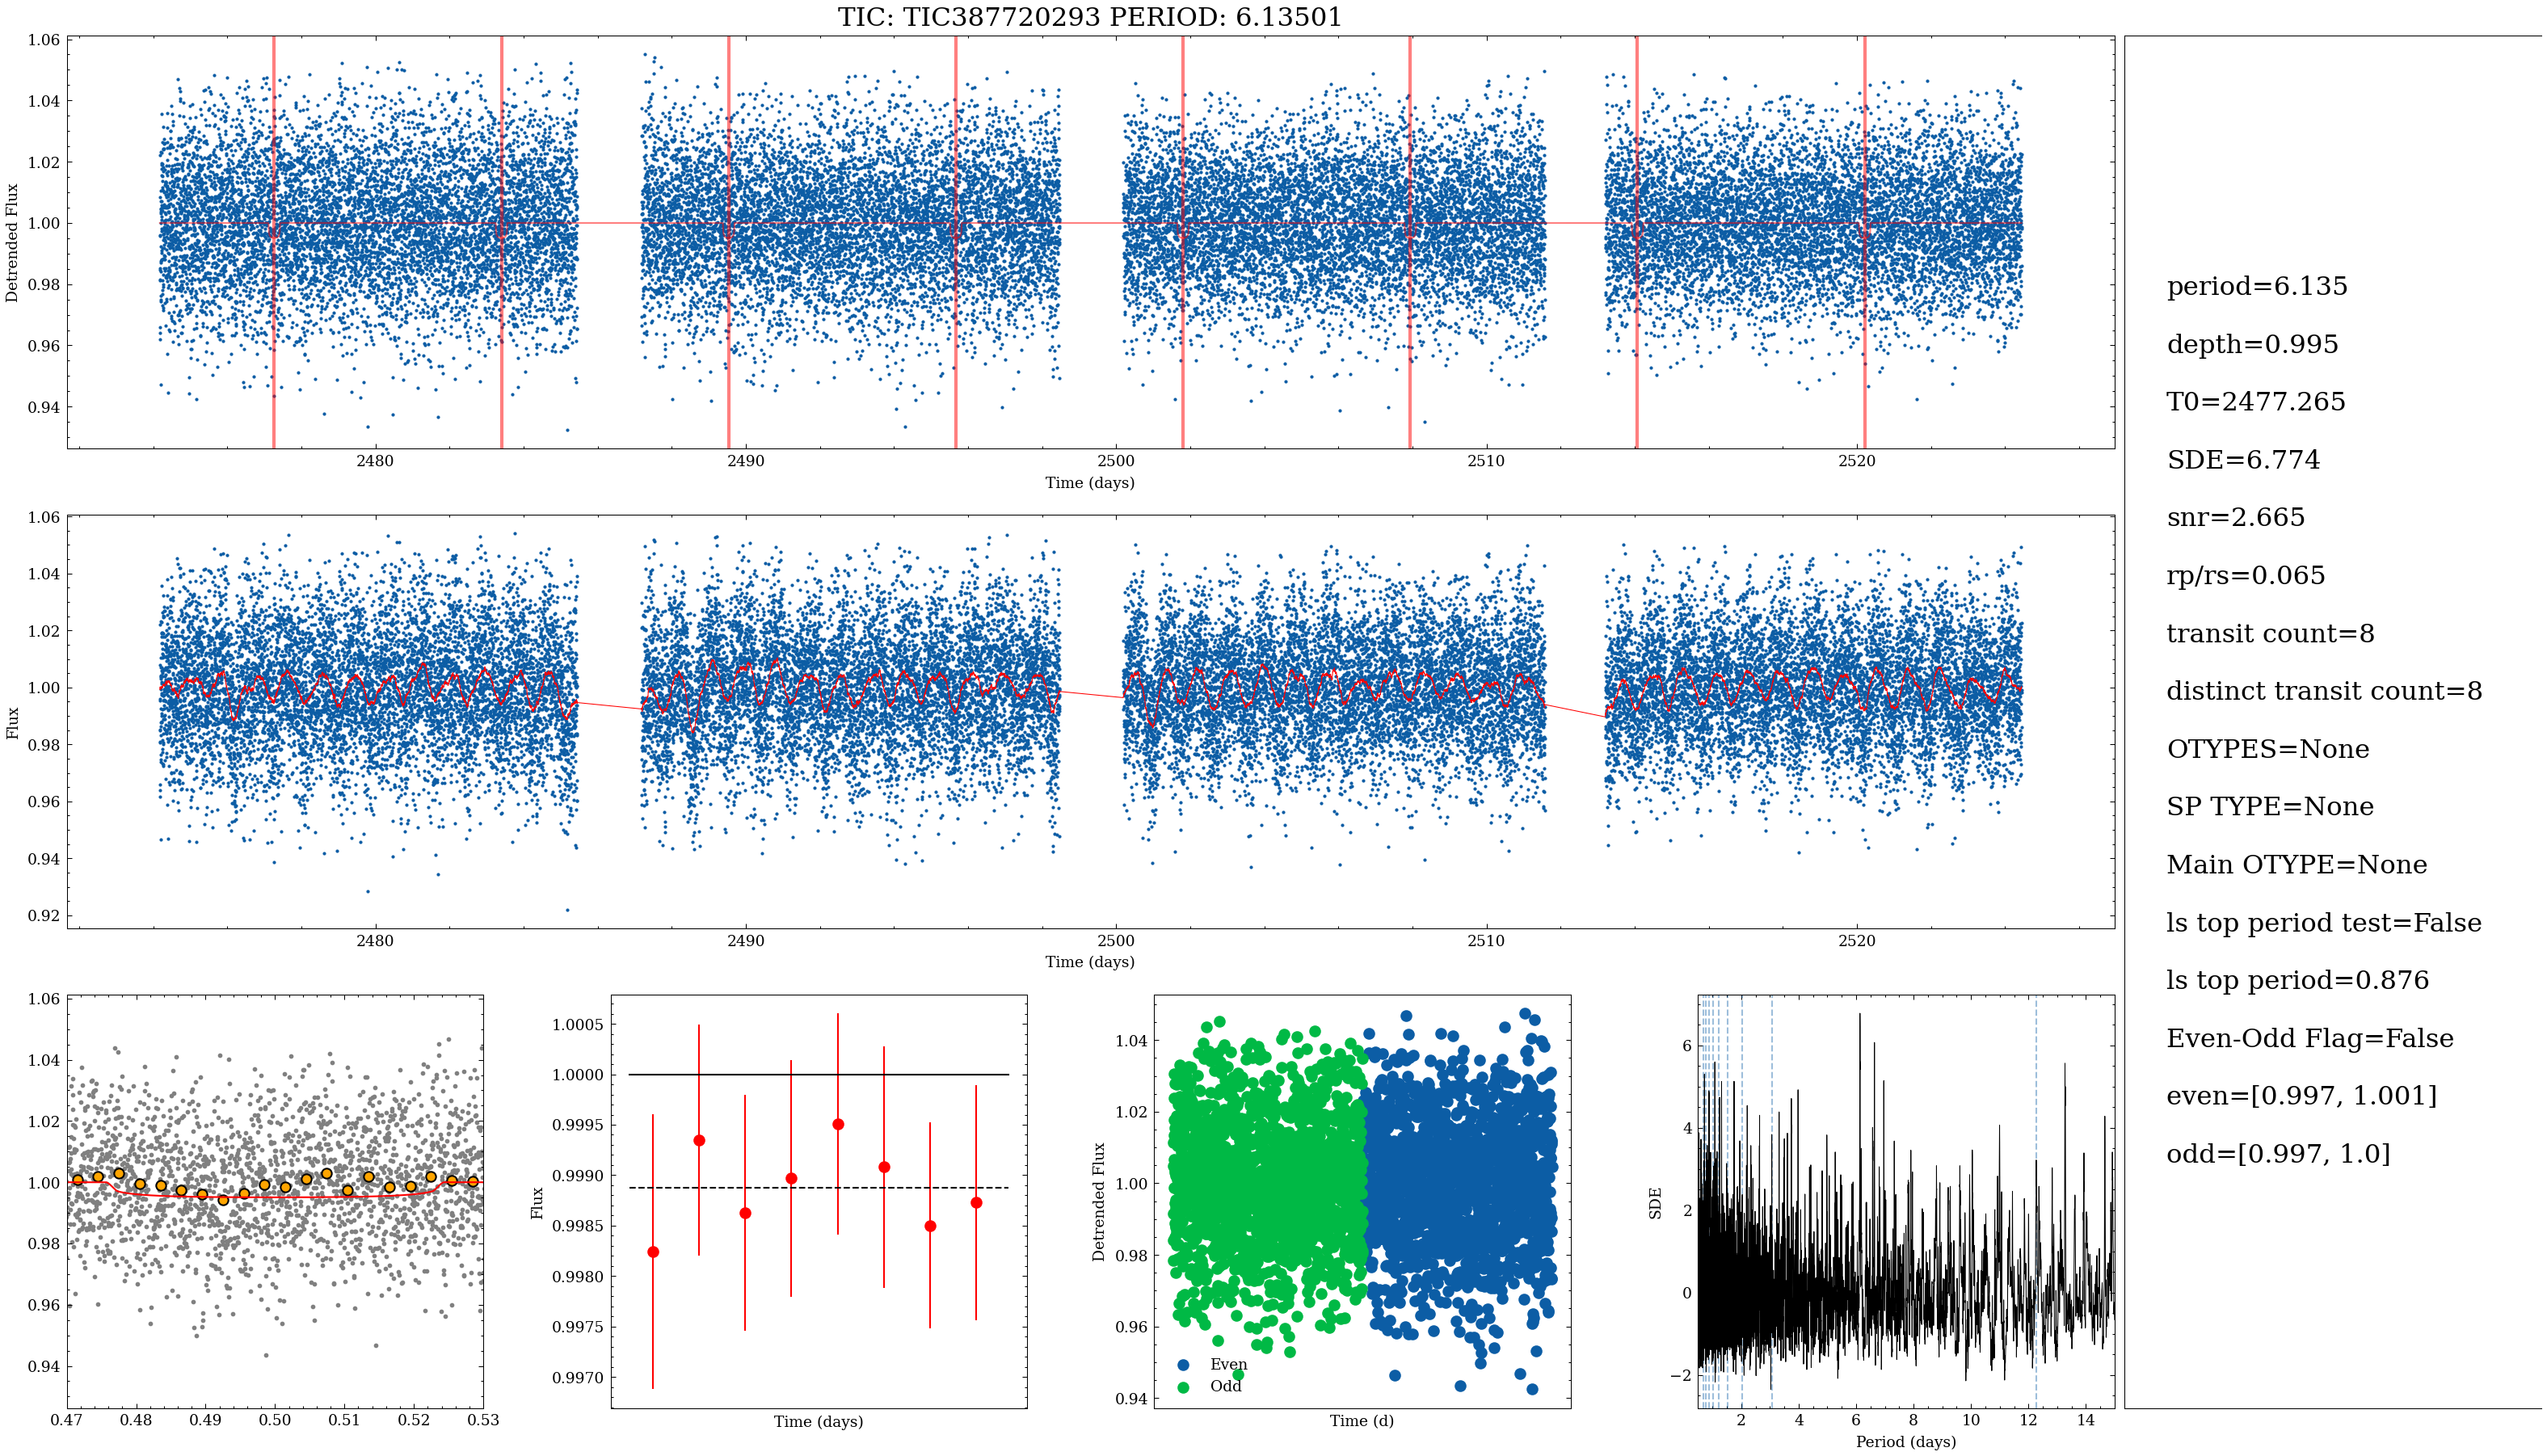 TIC: TIC387720293 PERIOD: 6.13501
1.06
1.04
1.02
1.00
0.98
0.96
0.94
Detrended Flux
2480 2490 2500 2510 2520
Time (days)
1.06
1.04
1.02
1.00
0.98
0.96
0.94
0.92
Flux
2480 2490 2500 2510 2520
Time (days)
1.06
1.04
1.02
1.00
0.98
0.96
0.94
0.47 0.48 0.49 0.50 0.51 0.52 0.53
1.0005
1.0000
0.9995
0.9990
0.9985
0.9980
0.9975
0.9970
Flux
Time (days)
1.04
1.02
1.00
0.98
0.96
0.94
Detrended Flux
Even
Odd
Time (d)
6
4
2
0
−2
SDE
2 4 6 8 10 12 14
Period (days)
period=6.135
depth=0.995
T0=2477.265
SDE=6.774
snr=2.665
rp/rs=0.065
transit count=8
distinct transit count=8
OTYPES=None
SP TYPE=None
Main OTYPE=None
ls top period test=False
ls top period=0.876
Even-Odd Flag=False
even=[0.997, 1.001]
odd=[0.997, 1.0]